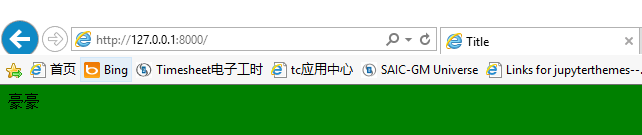 http://127.0.0.1:8000/ Title
首页 Bing Timesheet电子工时 tc应用中心 SAIC-GM Universe Links for jupyterthemes--.
豪豪